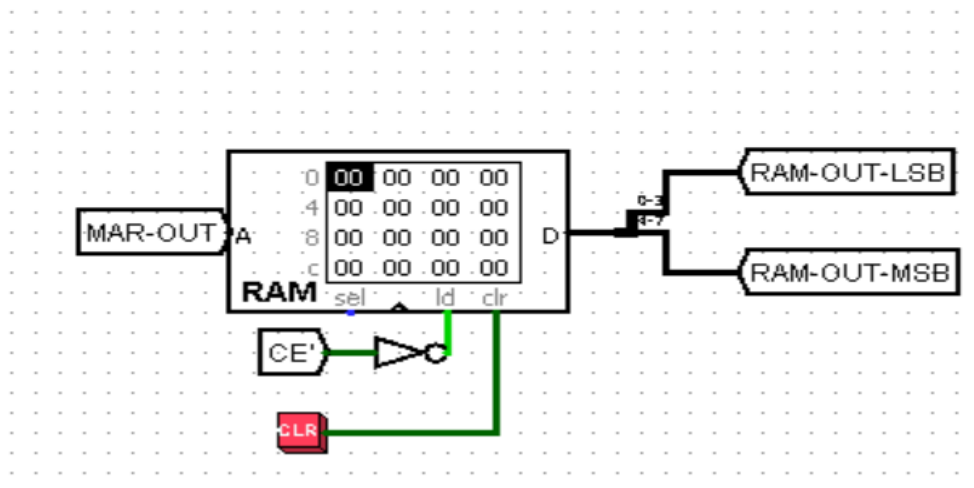 0 00 00 00 00
4 00 00 00 00
8 00 00 00 00
c 00 00 00 00
MAR-OUT
A
D
RAM
sel
ld
clr
0-3
4-7
RAM-OUT-LSB
RAM-OUT-MSB
CE'
CLR